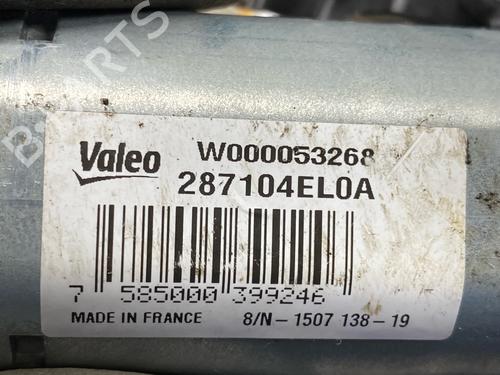 Valeo W000053268
287104EL0A
7 585000 399246
MADE IN FRANCE 8/N - 1507 138 - 19